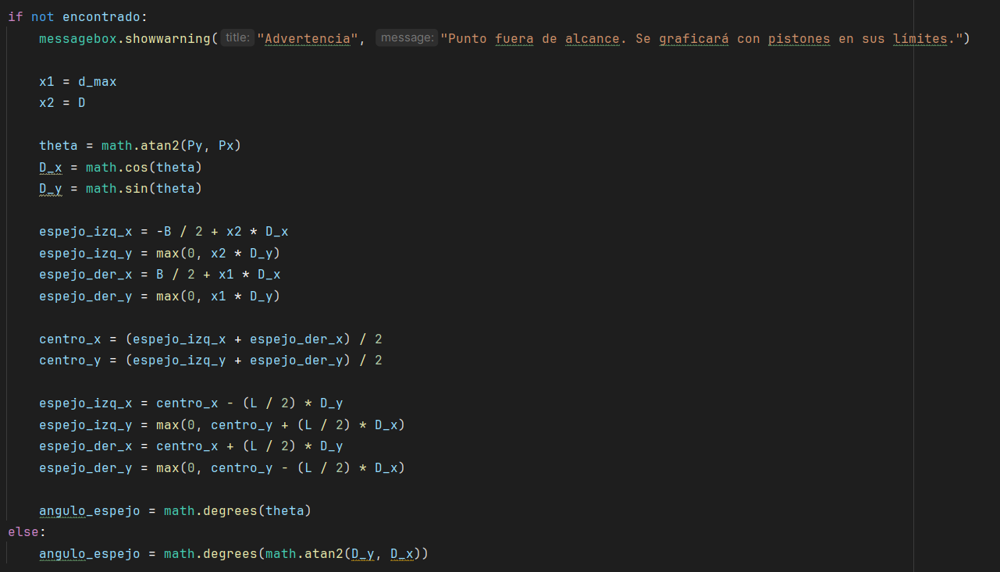 if not encontrado:
    messagebox.showwarning( title: "Advertencia", message: "Punto fuera de alcance. Se graficará con pistones en sus límites.")
    x1 = d_max
    x2 = D
    theta = math.atan2(Py, Px)
    D_x = math.cos(theta)
    D_y = math.sin(theta)
    espejo_izq_x = -B / 2 + x2 * D_x
    espejo_izq_y = max(0, x2 * D_y)
    espejo_der_x = B / 2 + x1 * D_x
    espejo_der_y = max(0, x1 * D_y)
    centro_x = (espejo_izq_x + espejo_der_x) / 2
    centro_y = (espejo_izq_y + espejo_der_y) / 2
    espejo_izq_x = centro_x - (L / 2) * D_y
    espejo_izq_y = max(0, centro_y + (L / 2) * D_x)
    espejo_der_x = centro_x + (L / 2) * D_y
    espejo_der_y = max(0, centro_y - (L / 2) * D_x)
    angulo_espejo = math.degrees(theta)
else:
    angulo_espejo = math.degrees(math.atan2(D_y, D_x))